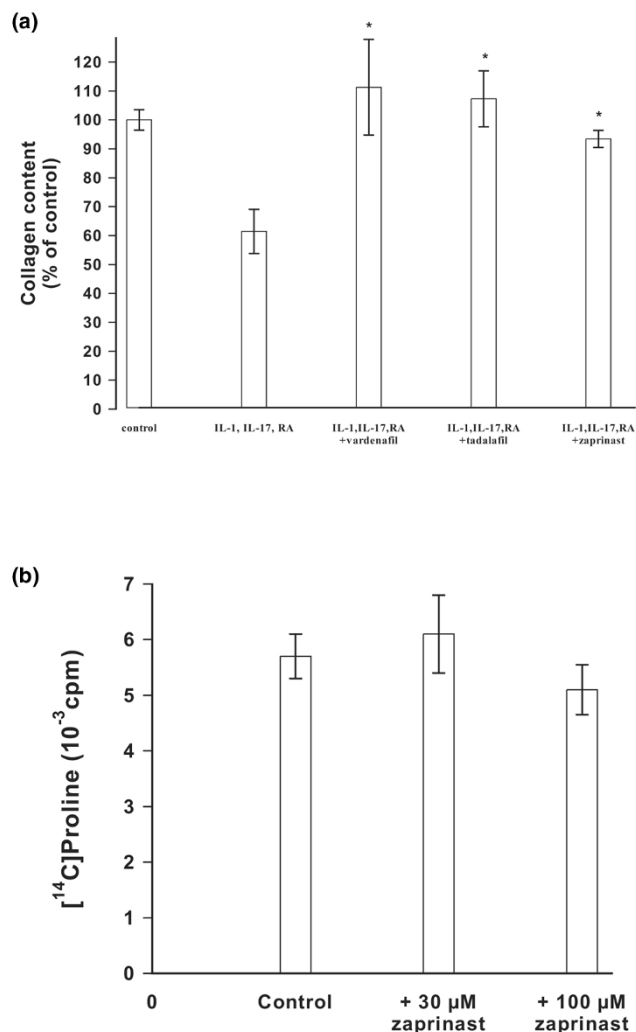 (a)
Collagen content
(% of control)
120
110
100
90
80
70
60
50
40
30
20
10
0
*
*
*
control
IL-1, IL-17, RA
IL-1,IL-17,RA
+vardenafil
IL-1,IL-17,RA
+tadalafil
IL-1,IL-17,RA
+zaprinast
(b)
[¹⁴C]Proline (10⁻³cpm)
7
6
5
4
3
2
1
0
0
Control
+ 30 µM
zaprinast
+ 100 µM
zaprinast